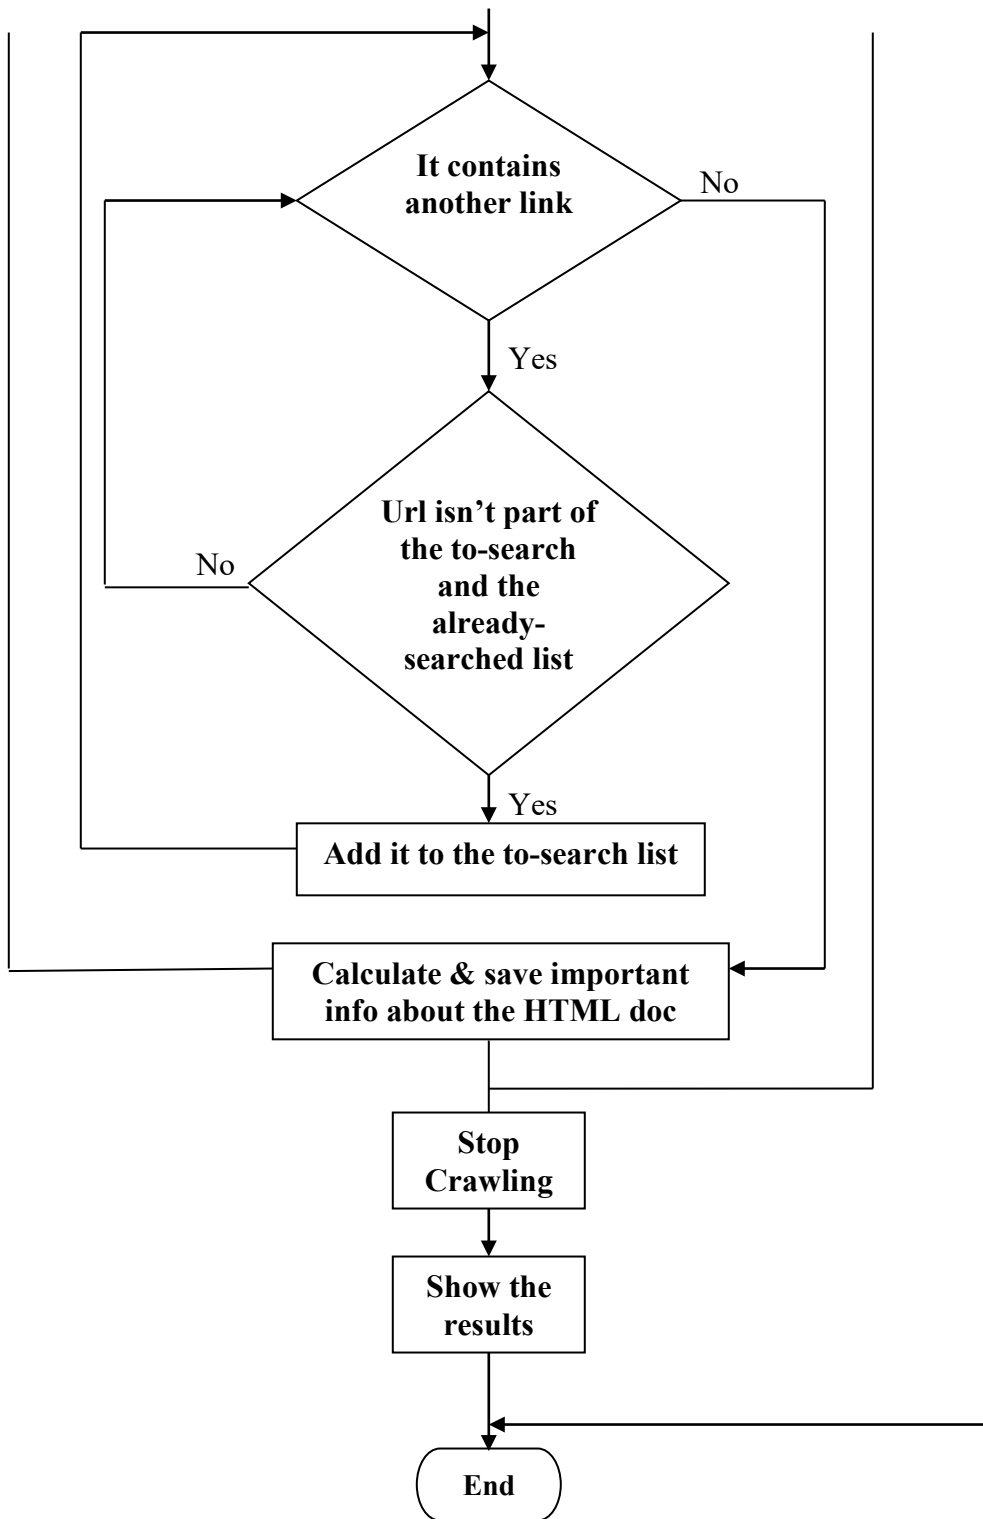 It contains
another link
No
Yes
Url isn’t part of
the to-search
and the
already-
searched list
No
Yes
Add it to the to-search list
Calculate & save important
info about the HTML doc
Stop
Crawling
Show the
results
End